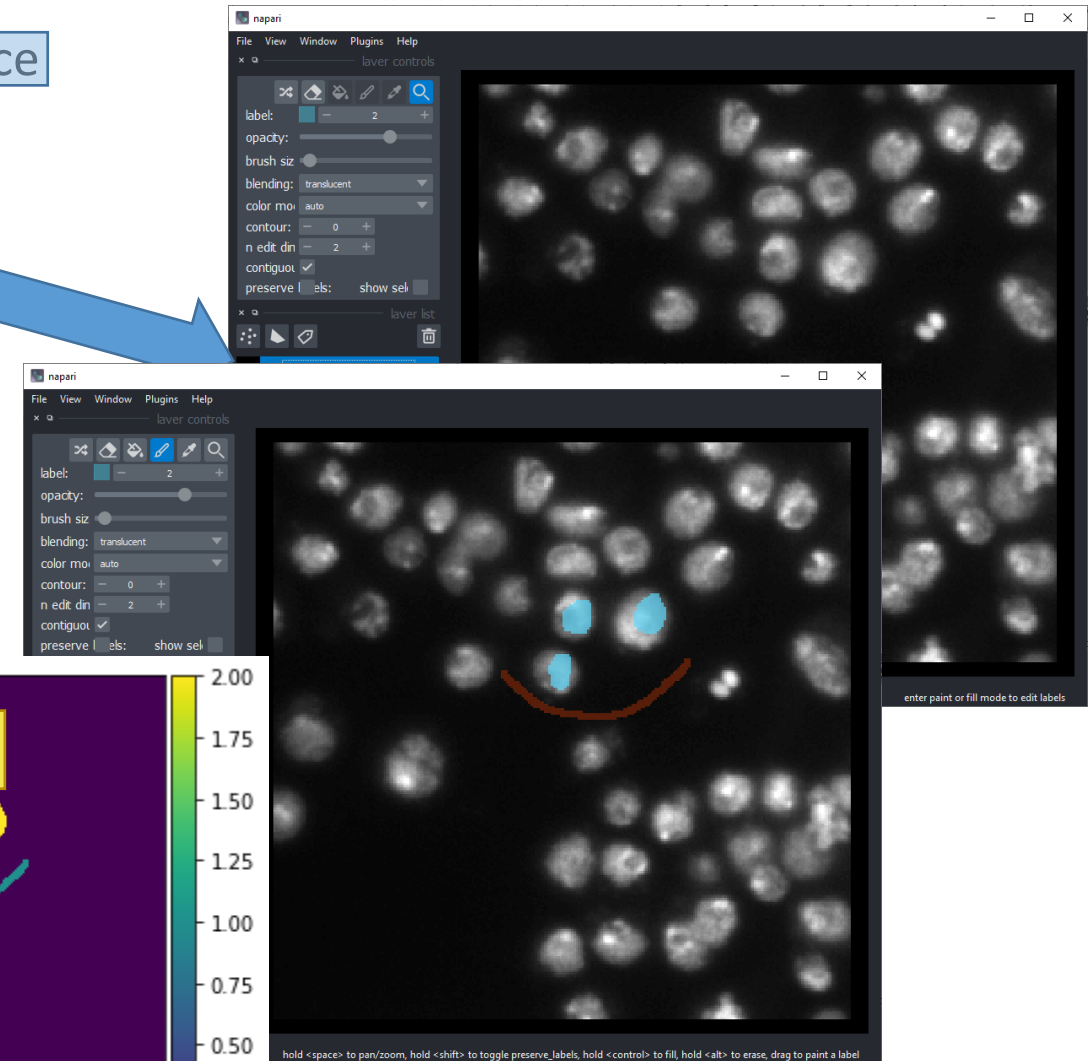 ce
napari
File View Window Plugins Help
layer controls
label: 2
opacity:
brush siz
blending: translucent
color mo auto
contour: 0
n edit din 2
contiguou
preserve l els: show sel
layer list
enter paint or fill mode to edit labels
napari
File View Window Plugins Help
layer controls
label: 2
opacity:
brush siz
blending: translucent
color mo auto
contour: 0
n edit din 2
contiguou
preserve l els: show sel
hold <space> to pan/zoom, hold <shift> to toggle preserve_labels, hold <control> to fill, hold <alt> to erase, drag to paint a label
2.00
1.75
1.50
1.25
1.00
0.75
0.50